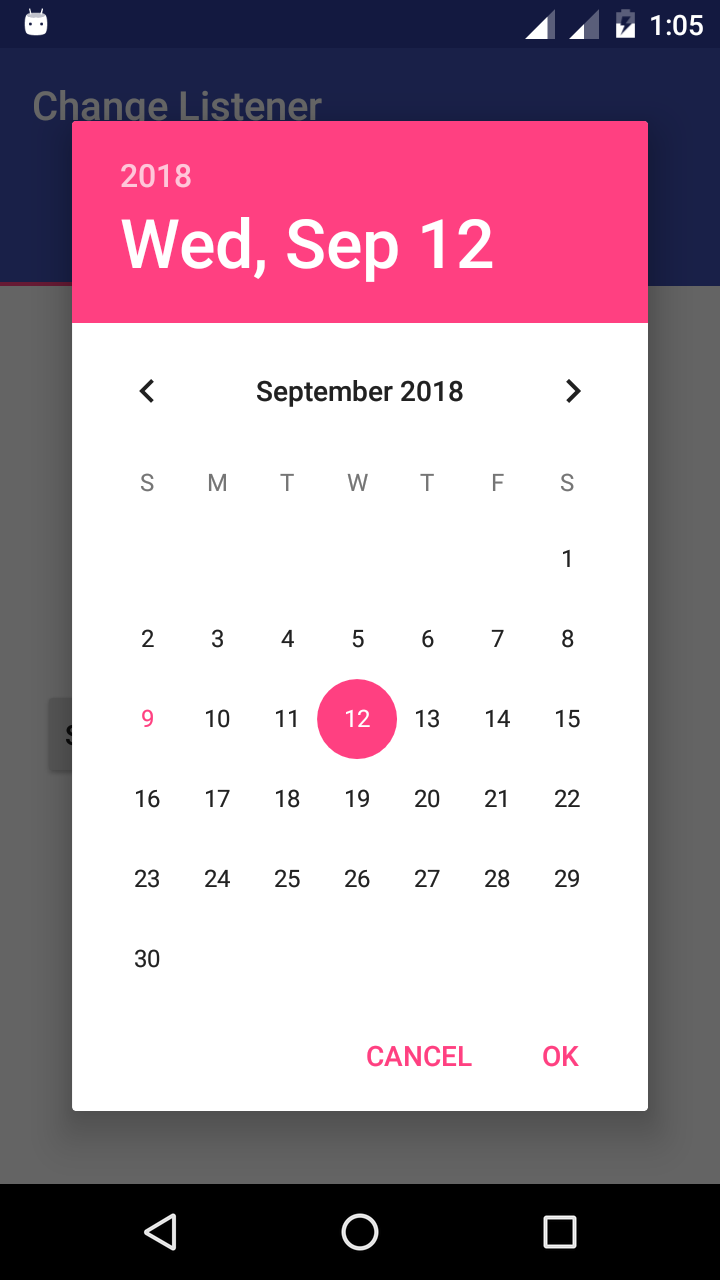 1:05
Change Listener
2018
Wed, Sep 12
September 2018
S M T W T F S
1
2 3 4 5 6 7 8
9 10 11 12 13 14 15
16 17 18 19 20 21 22
23 24 25 26 27 28 29
30
CANCEL OK